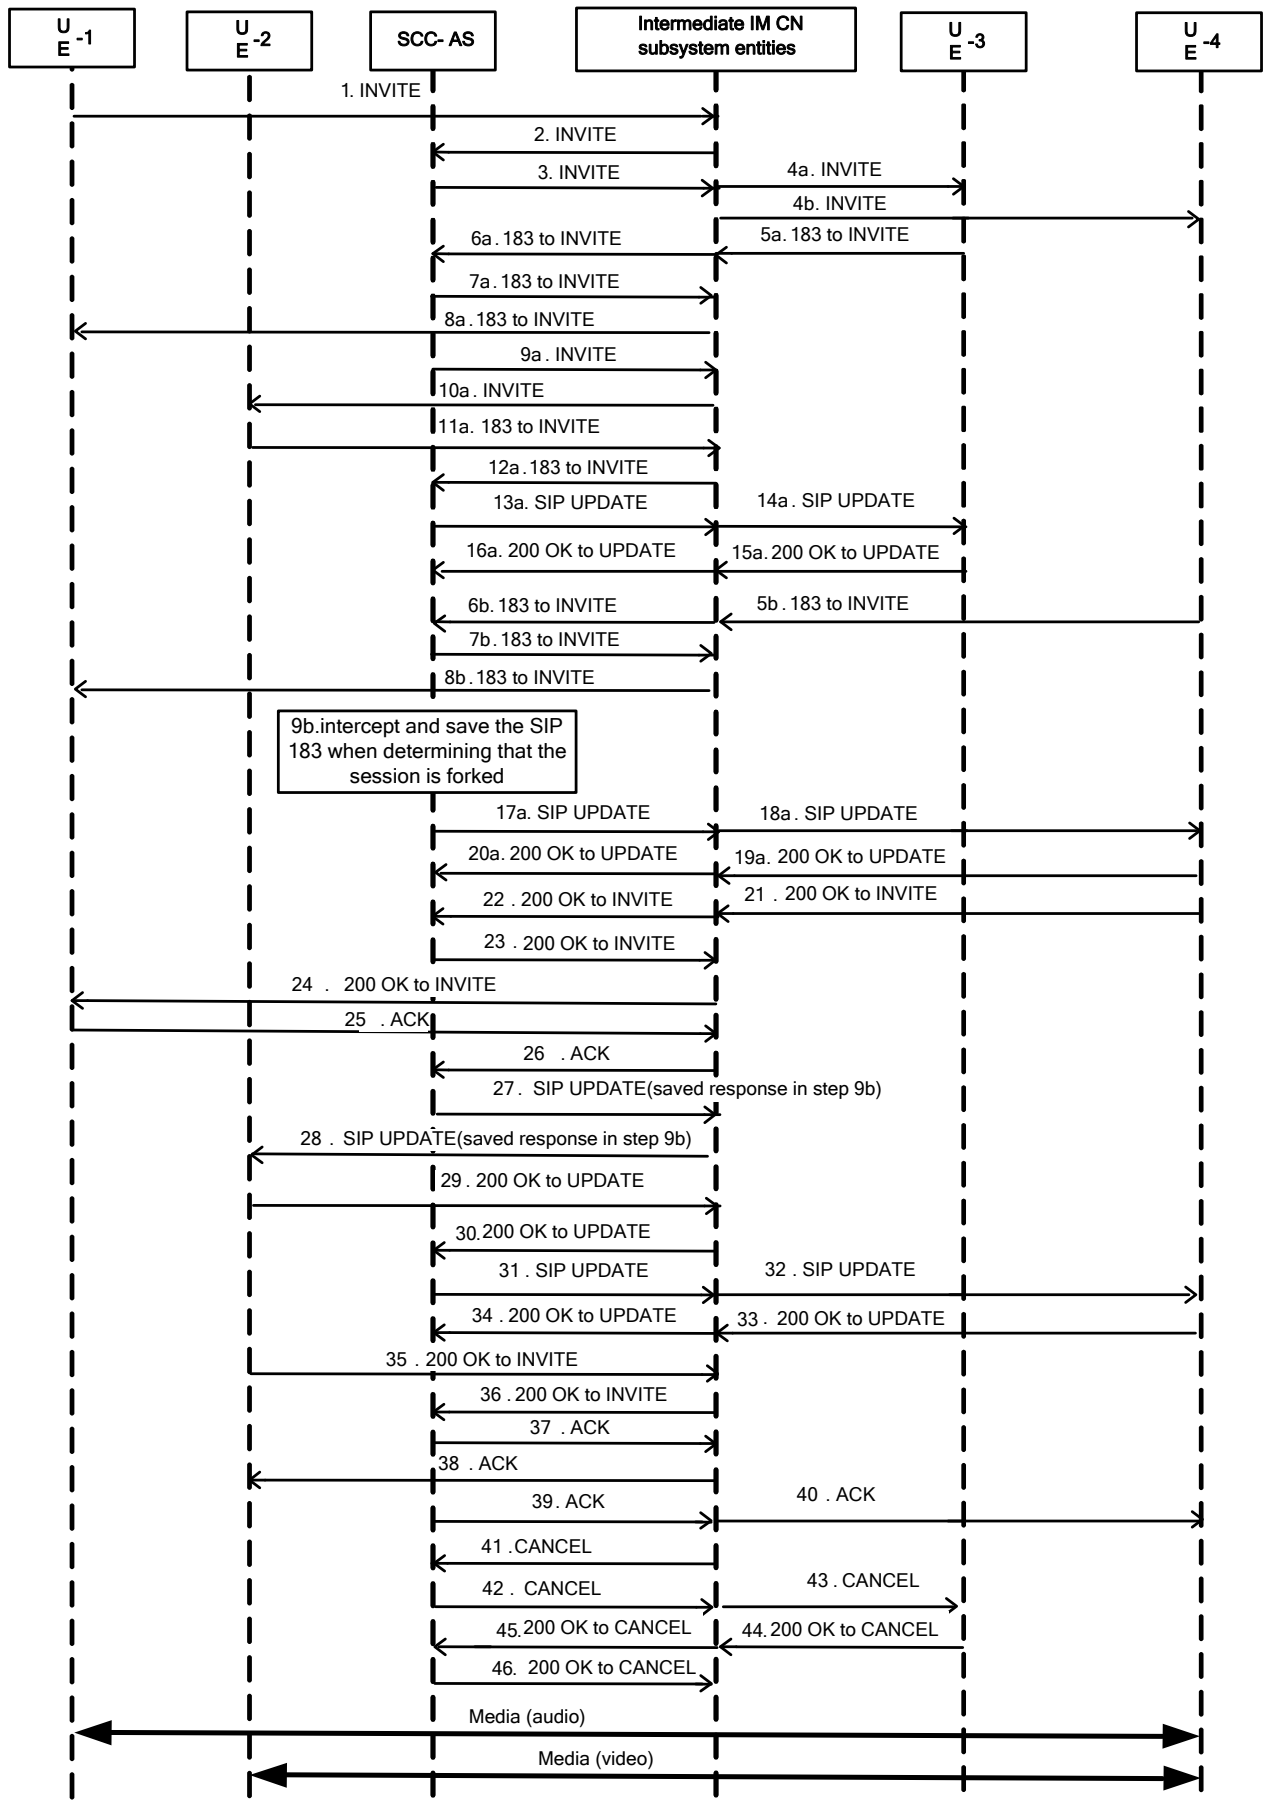 U
E -1
U
E -2
SCC- AS
Intermediate IM CN
subsystem entities
U
E -3
U
E -4
1. INVITE
2. INVITE
3. INVITE
4a. INVITE
4b. INVITE
6a. 183 to INVITE
5a. 183 to INVITE
7a. 183 to INVITE
8a. 183 to INVITE
9a. INVITE
10a. INVITE
11a. 183 to INVITE
12a. 183 to INVITE
13a. SIP UPDATE
14a. SIP UPDATE
16a. 200 OK to UPDATE
15a. 200 OK to UPDATE
6b. 183 to INVITE
5b. 183 to INVITE
7b. 183 to INVITE
8b. 183 to INVITE
9b.intercept and save the SIP
183 when determining that the
session is forked
17a. SIP UPDATE
18a. SIP UPDATE
20a. 200 OK to UPDATE
19a. 200 OK to UPDATE
22 . 200 OK to INVITE
21 . 200 OK to INVITE
23 . 200 OK to INVITE
24 . 200 OK to INVITE
25 . ACK
26 . ACK
27 . SIP UPDATE(saved response in step 9b)
28 . SIP UPDATE(saved response in step 9b)
29 . 200 OK to UPDATE
30. 200 OK to UPDATE
31 . SIP UPDATE
32 . SIP UPDATE
34 . 200 OK to UPDATE
33 . 200 OK to UPDATE
35 . 200 OK to INVITE
36 . 200 OK to INVITE
37 . ACK
38 . ACK
39. ACK
40 . ACK
41 .CANCEL
42 . CANCEL
43 . CANCEL
45. 200 OK to CANCEL
44. 200 OK to CANCEL
46. 200 OK to CANCEL
Media (audio)
Media (video)